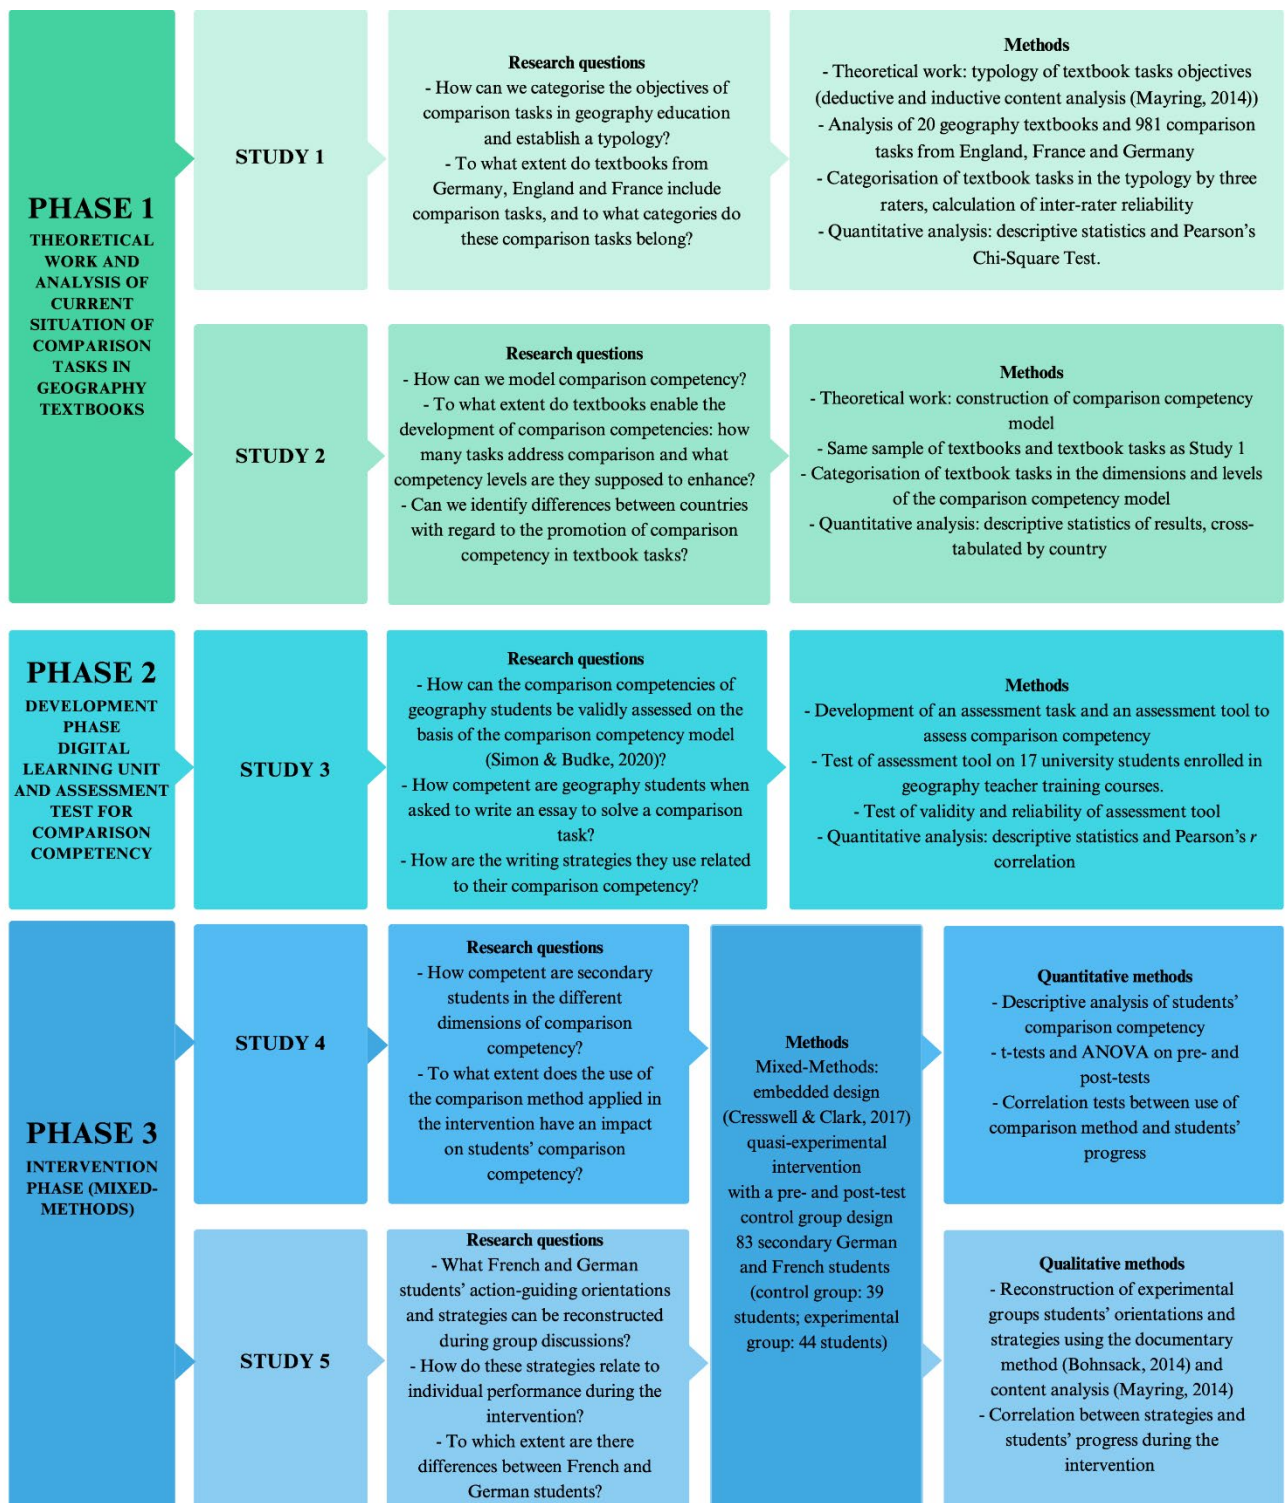 PHASE 1
THEORETICAL
WORK AND
ANALYSIS OF
CURRENT
SITUATION OF
COMPARISON
TASKS IN
GEOGRAPHY
TEXTBOOKS
STUDY 1
Research questions
- How can we categorise the objectives of
comparison tasks in geography education
and establish a typology?
- To what extent do textbooks from
Germany, England and France include
comparison tasks, and to what categories do
these comparison tasks belong?
Methods
- Theoretical work: typology of textbook tasks objectives
(deductive and inductive content analysis (Mayring, 2014))
- Analysis of 20 geography textbooks and 981 comparison
tasks from England, France and Germany
- Categorisation of textbook tasks in the typology by three
raters, calculation of inter-rater reliability
- Quantitative analysis: descriptive statistics and Pearson’s
Chi-Square Test.
STUDY 2
Research questions
- How can we model comparison competency?
- To what extent do textbooks enable the
development of comparison competencies: how
many tasks address comparison and what
competency levels are they supposed to enhance?
- Can we identify differences between countries
with regard to the promotion of comparison
competency in textbook tasks?
Methods
- Theoretical work: construction of comparison competency
model
- Same sample of textbooks and textbook tasks as Study 1
- Categorisation of textbook tasks in the dimensions and levels
of the comparison competency model
- Quantitative analysis: descriptive statistics of results, cross-
tabulated by country
PHASE 2
DEVELOPMENT
PHASE
DIGITAL
LEARNING UNIT
AND ASSESSMENT
TEST FOR
COMPARISON
COMPETENCY
STUDY 3
Research questions
- How can the comparison competencies of
geography students be validly assessed on the
basis of the comparison competency model
(Simon & Budke, 2020)?
- How competent are geography students when
asked to write an essay to solve a comparison
task?
- How are the writing strategies they use related
to their comparison competency?
Methods
- Development of an assessment task and an assessment tool to
assess comparison competency
- Test of assessment tool on 17 university students enrolled in
geography teacher training courses.
- Test of validity and reliability of assessment tool
- Quantitative analysis: descriptive statistics and Pearson’s r
correlation
PHASE 3
INTERVENTION
PHASE (MIXED-
METHODS)
STUDY 4
Research questions
- How competent are secondary
students in the different
dimensions of comparison
competency?
- To what extent does the use of
the comparison method applied in
the intervention have an impact
on students’ comparison
competency?
STUDY 5
Research questions
- What French and German
students’ action-guiding orientations
and strategies can be reconstructed
during group discussions?
- How do these strategies relate to
individual performance during the
intervention?
- To which extent are there
differences between French and
German students?
Methods
Mixed-Methods:
embedded design
(Cresswell & Clark, 2017)
quasi-experimental
intervention
with a pre- and post-test
control group design
83 secondary German
and French students
(control group: 39
students; experimental
group: 44 students)
Quantitative methods
- Descriptive analysis of students’
comparison competency
- t-tests and ANOVA on pre- and
post-tests
- Correlation tests between use of
comparison method and students’
progress
Qualitative methods
- Reconstruction of experimental
groups students’ orientations and
strategies using the documentary
method (Bohnsack, 2014) and
content analysis (Mayring, 2014)
- Correlation between strategies and
students’ progress during the
intervention